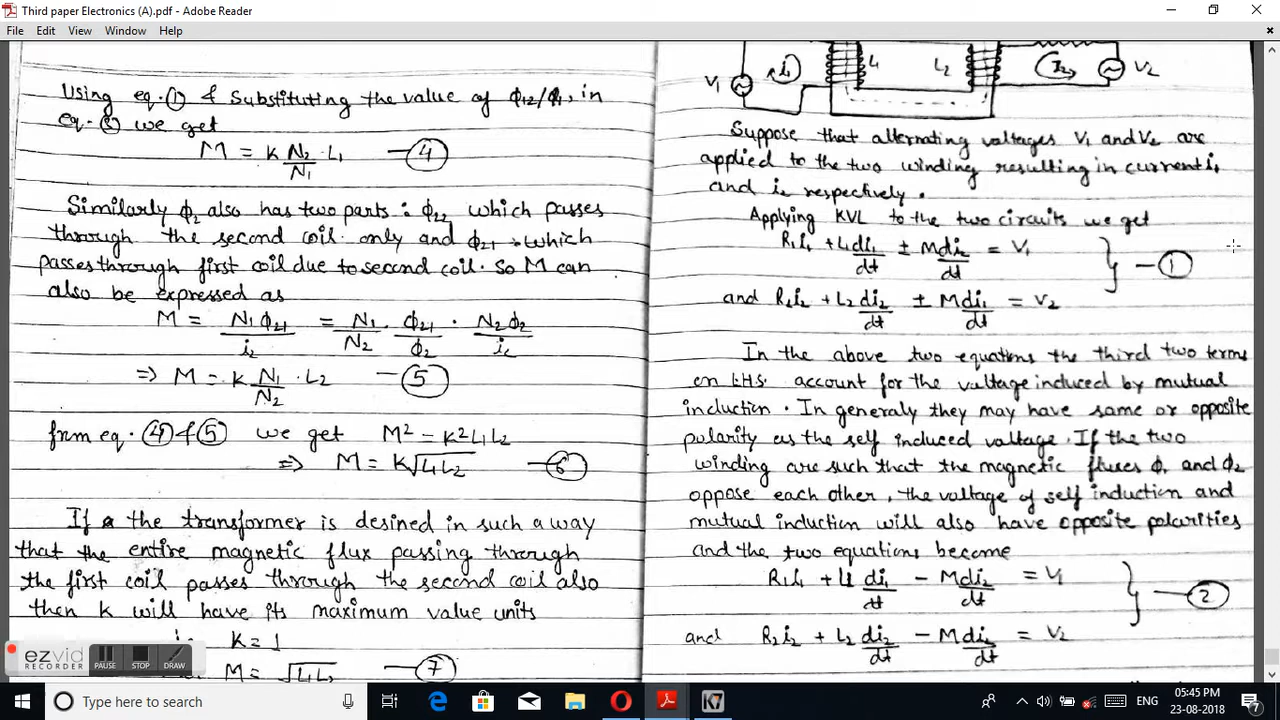 Third paper Electronics (A).pdf - Adobe Reader
File Edit View Window Help
Using eq.① & Substituting the value of Φ12/Φ1, in
eq. we get
M = K N2/N1 · L1 — ④
Similarly Φ2 also has two parts : Φ22 which passes
through the second coil only and Φ21 which
passes through first coil due to second coil. So M can
also be expressed as
M = N1Φ21/i2 = N1/N2 · Φ21/Φ2 · N2Φ2/i2
⇒ M = K N1/N2 · L2 — ⑤
from eq. ④ & ⑤ we get M² = K²L1L2
⇒ M = K√L1L2 — ⑥
If the transformer is desined in such a way
that the entire magnetic flux passing through
the first coil passes through the second coil also
then K will have its maximum value units
i. K = 1
M = √L1L2 — ⑦
V1 i1 L1 L2 I2 V2
Suppose that alternating voltages V1 and V2 are
applied to the two winding resulting in current i1
and i2 respectively.
Applying KVL to the two circuits we get
R1i1 + L1 di1/dt ± M di2/dt = V1
} — ①
and R2i2 + L2 di2/dt ± M di1/dt = V2
In the above two equations the third two terms
on LHS. account for the voltage induced by mutual
induction. In generaly they may have same or opposite
polarity as the self induced voltage. If the two
winding are such that the magnetic fluxes Φ1 and Φ2
oppose each other, the voltage of self induction and
mutual induction will also have opposite polarities
and the two equations become
R1i1 + L1 di1/dt - M di2/dt = V1
} — ②
and R2i2 + L2 di2/dt - M di1/dt = V2
ezvid
RECORDER
PAUSE STOP DRAW
Type here to search
ENG
05:45 PM
23-08-2018
7